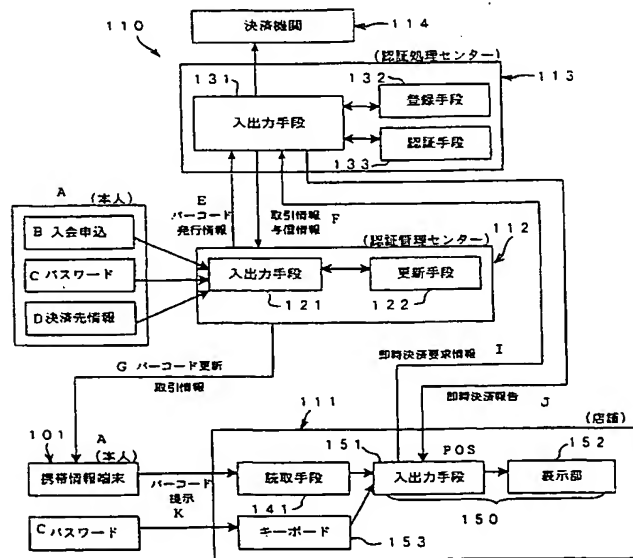 110
決済機関
114
(認証処理センター)
113
131
132
入出力手段
登録手段
認証手段
133
A
(本人)
E
バーコード
発行情報
取引情報
与信情報
F
(認証管理センター)
112
B 入会申込
C パスワード
D 決済先情報
入出力手段
更新手段
121
122
G バーコード更新
取引情報
即時決済要求情報
I
即時決済報告
J
111
(店舗)
101
A
(本人)
151
POS
152
携帯情報端末
バーコード
提示
K
読取手段
入出力手段
表示部
141
150
C パスワード
キーボード
153